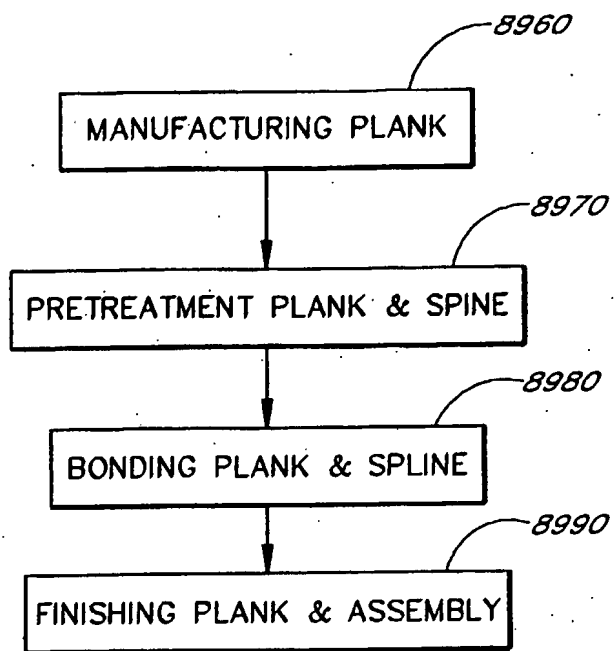 8960
MANUFACTURING PLANK
8970
PRETREATMENT PLANK & SPINE
8980
BONDING PLANK & SPLINE
8990
FINISHING PLANK & ASSEMBLY